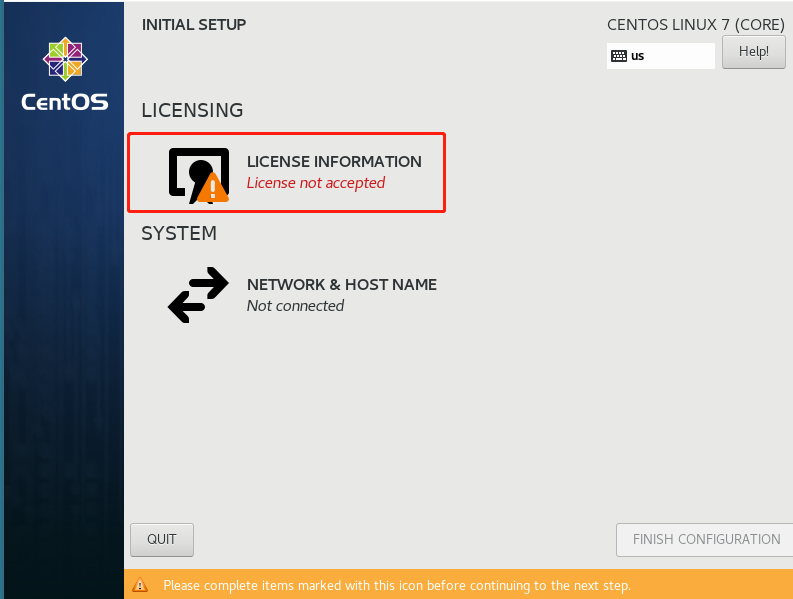 INITIAL SETUP
CENTOS LINUX 7 (CORE)
us
Help!
CentOS
LICENSING
LICENSE INFORMATION
License not accepted
SYSTEM
NETWORK & HOST NAME
Not connected
QUIT
FINISH CONFIGURATION
Please complete items marked with this icon before continuing to the next step.